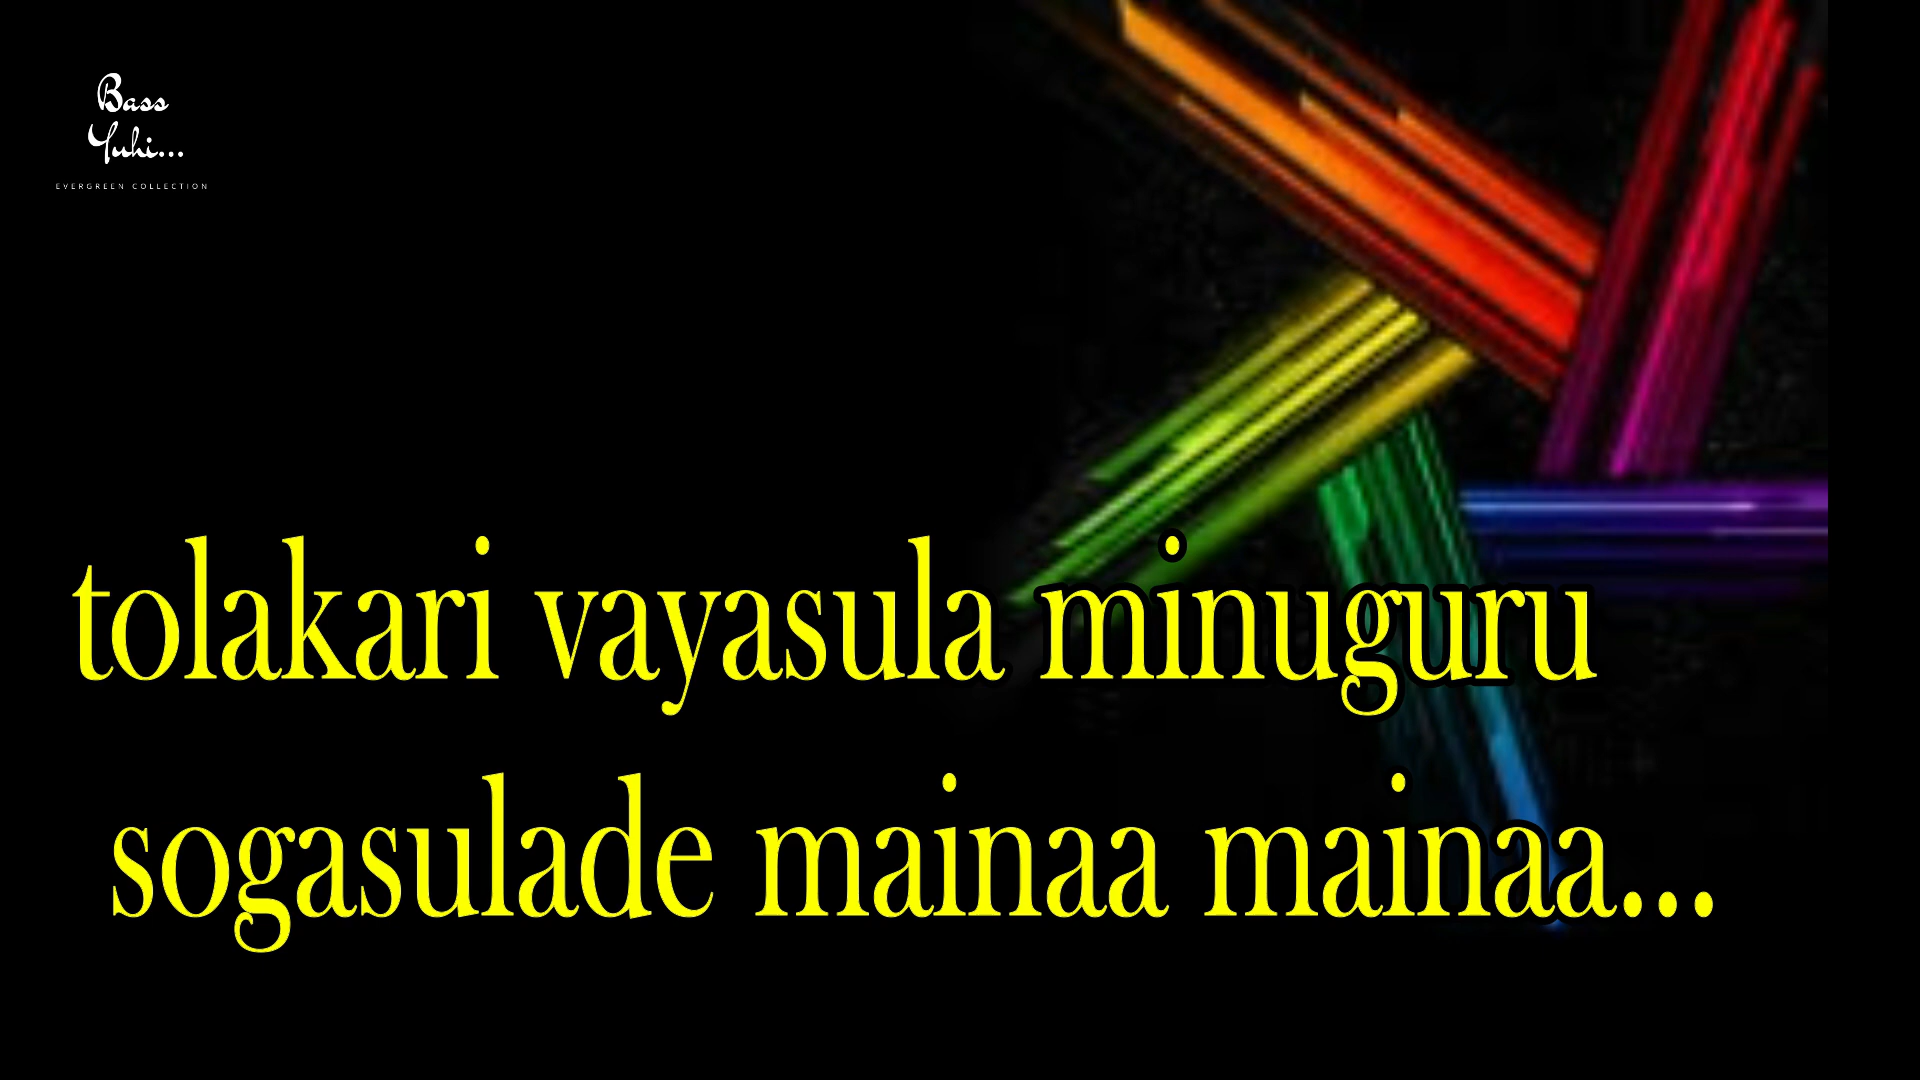 Bass
Yuhi...
EVERGREEN COLLECTION
tolakari vayasula minuguru
sogasulade mainaa mainaa...